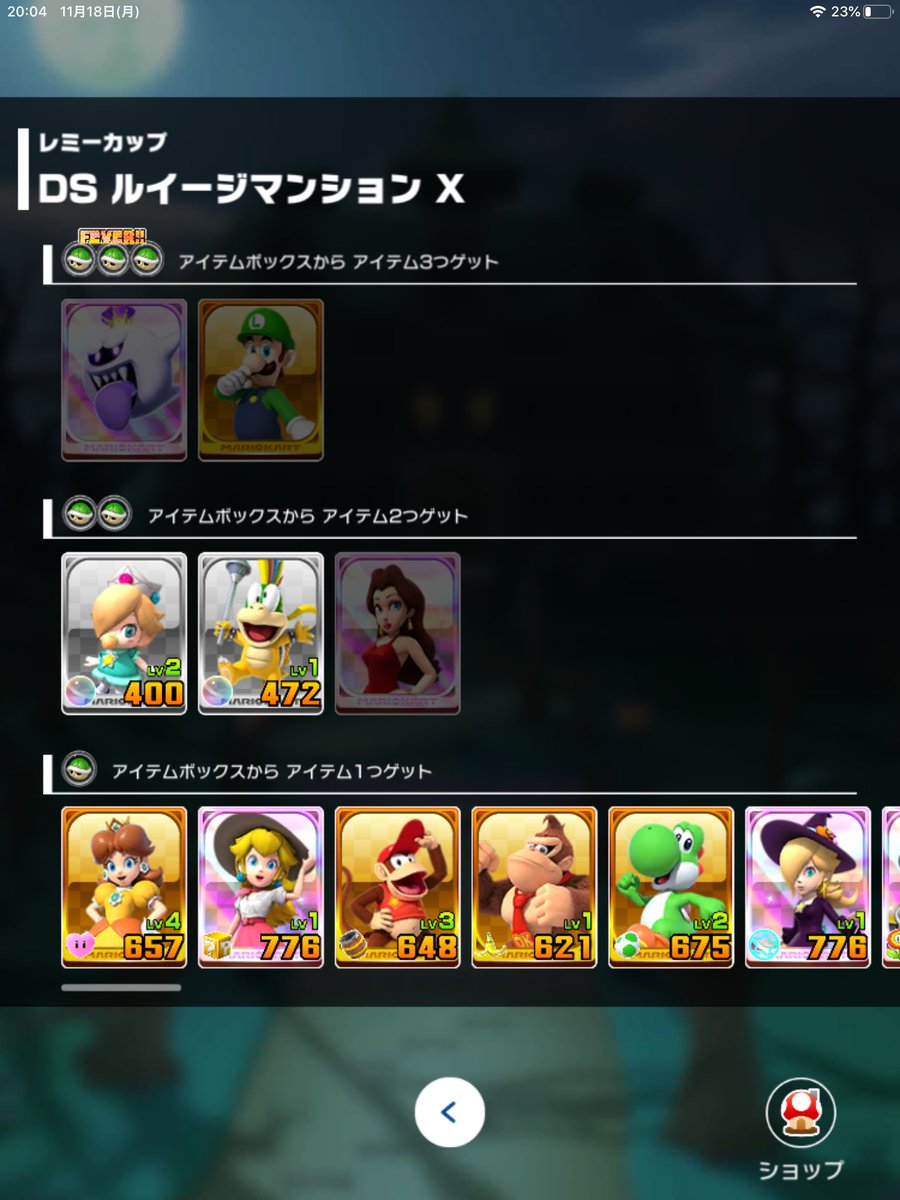 20:04 11月18日(月)
23%
レミーカップ
DS ルイージマンション X
FEVER!!
アイテムボックスから アイテム3つゲット
MARIOKART
MARIOKART
アイテムボックスから アイテム2つゲット
LV2
400
LV1
472
MARIOKART
アイテムボックスから アイテム1つゲット
LV4
657
LV1
776
LV3
648
LV1
621
LV2
675
LV1
776
ショップ